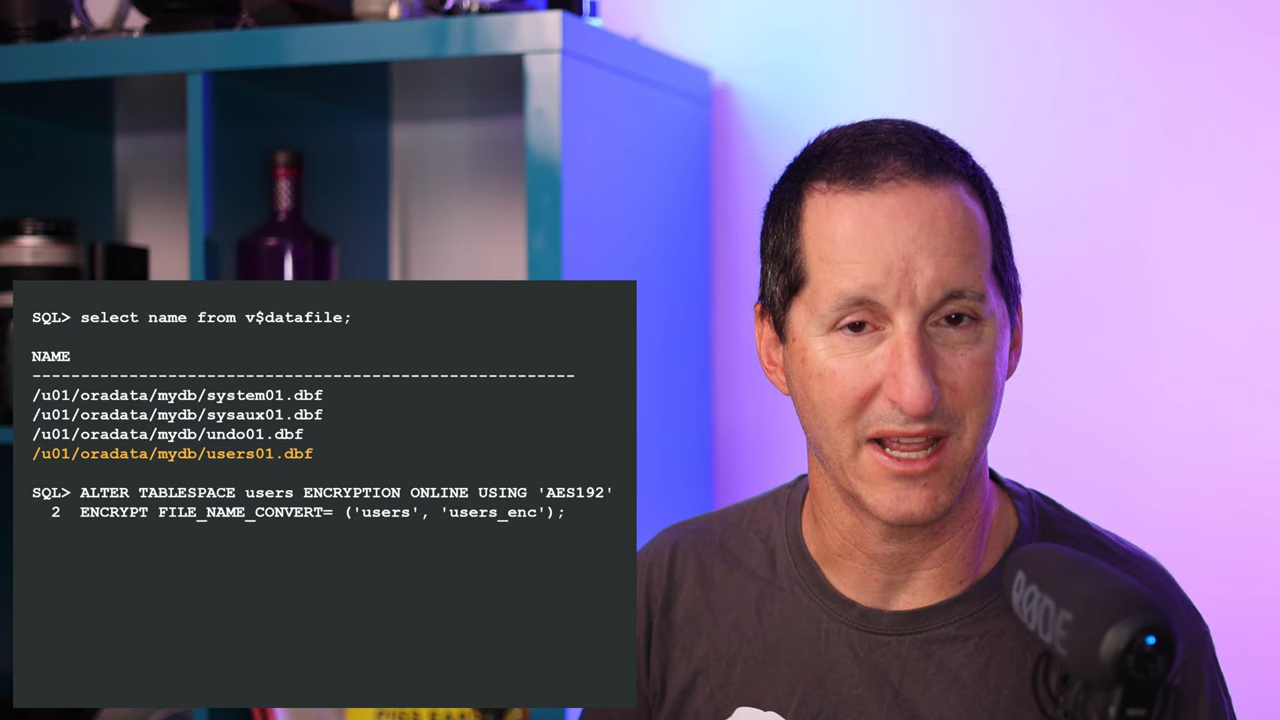 SQL> select name from v$datafile;
NAME
--------------------------------------------------------
/u01/oradata/mydb/system01.dbf
/u01/oradata/mydb/sysaux01.dbf
/u01/oradata/mydb/undo01.dbf
/u01/oradata/mydb/users01.dbf
SQL> ALTER TABLESPACE users ENCRYPTION ONLINE USING 'AES192'
2 ENCRYPT FILE_NAME_CONVERT= ('users', 'users_enc');
RØDE